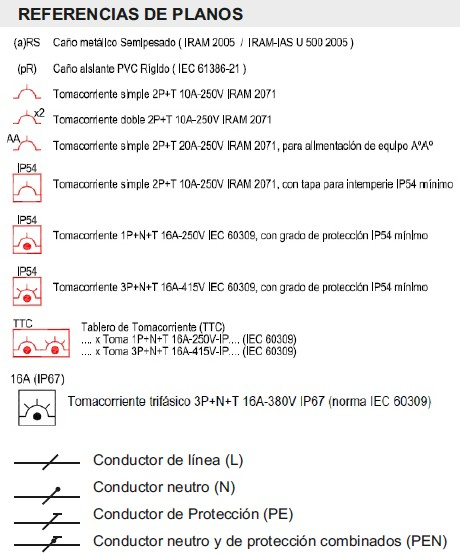 REFERENCIAS DE PLANOS
(a)RS Caño metálico Semipesado ( IRAM 2005 / IRAM-IAS U 500 2005 )
(pR) Caño aislante PVC Rigido ( IEC 61386-21 )
Tomacorriente simple 2P+T 10A-250V IRAM 2071
x2 Tomacorriente doble 2P+T 10A-250V IRAM 2071
AA Tomacorriente simple 2P+T 20A-250V IRAM 2071, para alimentación de equipo AºAº
IP54
Tomacorriente simple 2P+T 10A-250V IRAM 2071, con tapa para intemperie IP54 mínimo
IP54
Tomacorriente 1P+N+T 16A-250V IEC 60309, con grado de protección IP54 mínimo
IP54
Tomacorriente 3P+N+T 16A-415V IEC 60309, con grado de protección IP54 mínimo
TTC
Tablero de Tomacorriente (TTC)
.... x Toma 1P+N+T 16A-250V-IP.... (IEC 60309)
.... x Toma 3P+N+T 16A-415V-IP.... (IEC 60309)
16A (IP67)
Tomacorriente trifásico 3P+N+T 16A-380V IP67 (norma IEC 60309)
Conductor de línea (L)
Conductor neutro (N)
Conductor de Protección (PE)
Conductor neutro y de protección combinados (PEN)